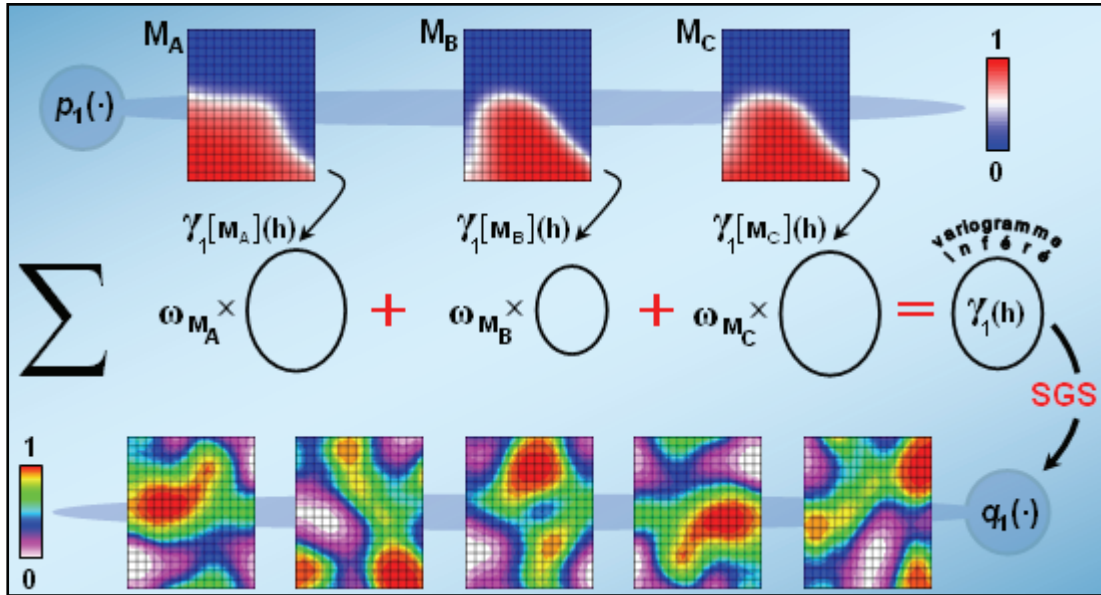 M_A M_B M_C
1
p₁(·)
0
γ₁[M_A](h) γ₁[M_B](h) γ₁[M_C](h)
variogramme
inféré
∑ ω_{M_A} × + ω_{M_B} × + ω_{M_C} × = γ₁(h)
SGS
1
q₁(·)
0